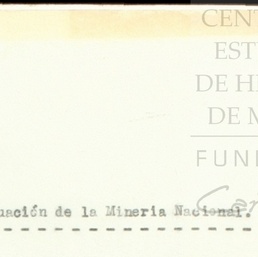 CENT
EST
DE H
DE M
FUN
uación de la Mineria Nacional.